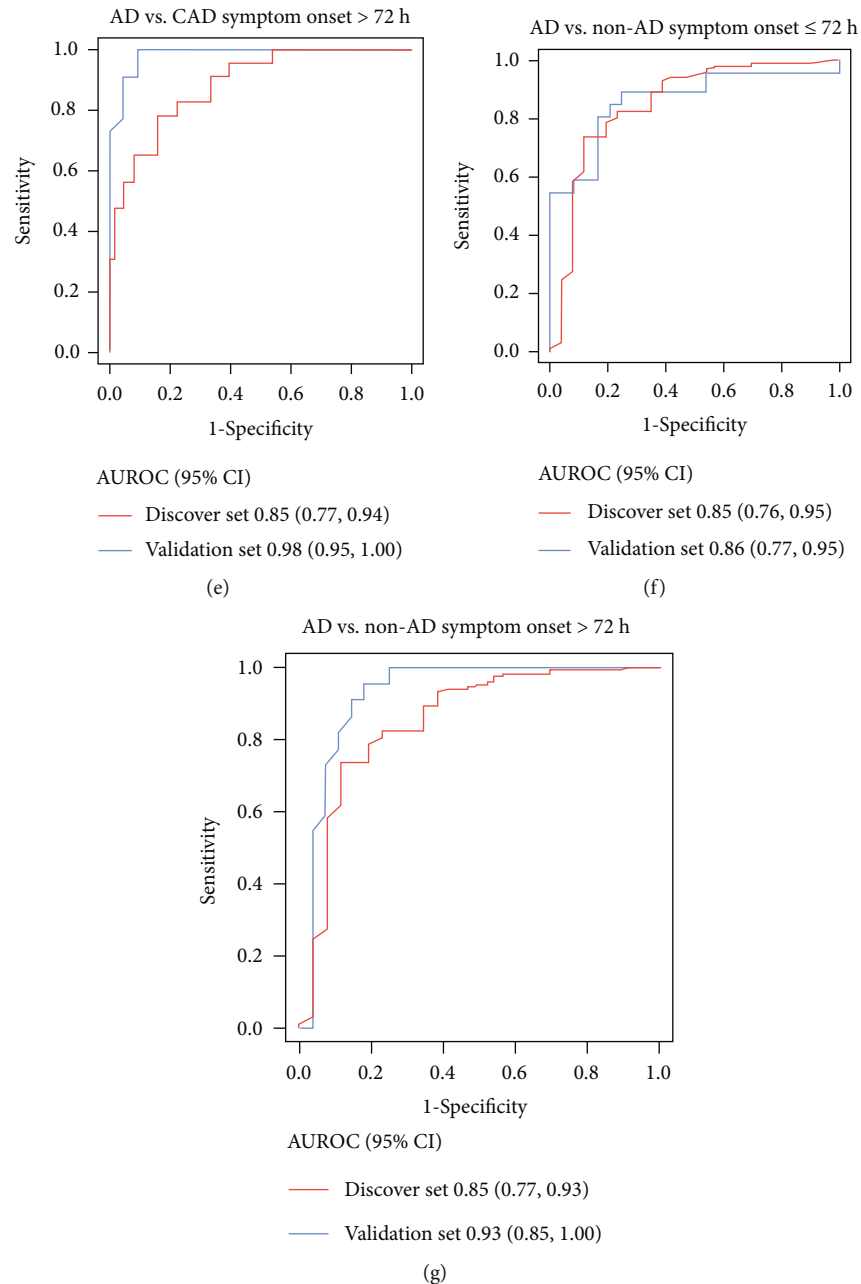 AD vs. CAD symptom onset > 72 h
1.0
0.8
0.6
0.4
0.2
0.0
Sensitivity
0.0 0.2 0.4 0.6 0.8 1.0
1-Specificity
AUROC (95% CI)
Discover set 0.85 (0.77, 0.94)
Validation set 0.98 (0.95, 1.00)
(e)
AD vs. non-AD symptom onset ≤ 72 h
1.0
0.8
0.6
0.4
0.2
0.0
Sensitivity
0.0 0.2 0.4 0.6 0.8 1.0
1-Specificity
AUROC (95% CI)
Discover set 0.85 (0.76, 0.95)
Validation set 0.86 (0.77, 0.95)
(f)
AD vs. non-AD symptom onset > 72 h
1.0
0.8
0.6
0.4
0.2
0.0
Sensitivity
0.0 0.2 0.4 0.6 0.8 1.0
1-Specificity
AUROC (95% CI)
Discover set 0.85 (0.77, 0.93)
Validation set 0.93 (0.85, 1.00)
(g)